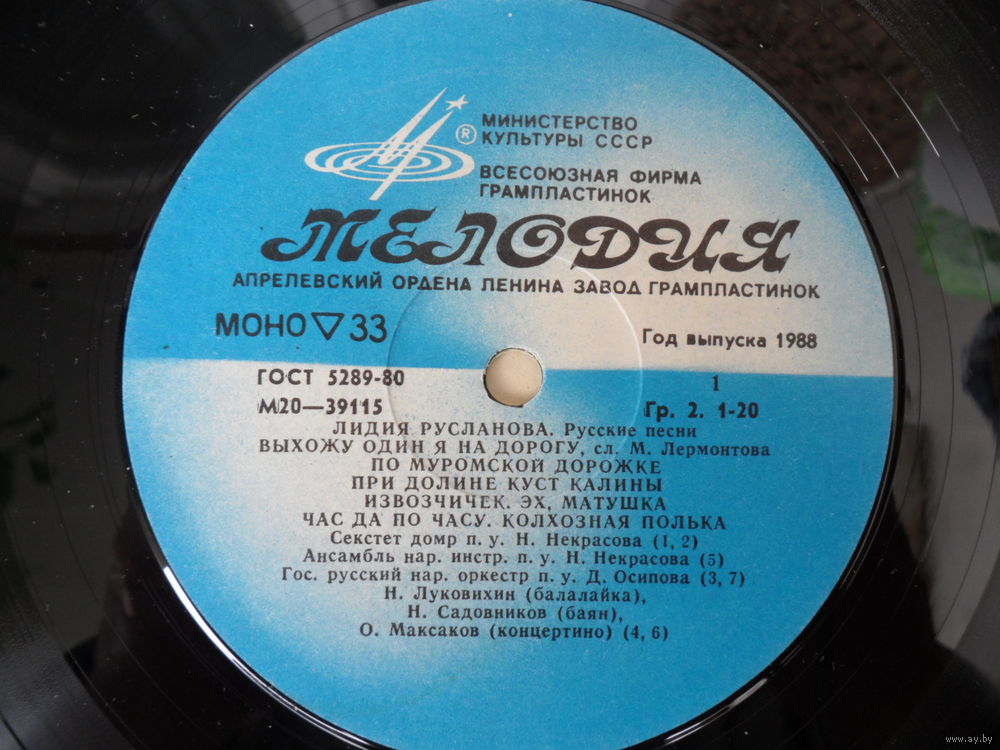 ®
МИНИСТЕРСТВО
КУЛЬТУРЫ СССР
ВСЕСОЮЗНАЯ ФИРМА
ГРАМПЛАСТИНОК
МЕЛОДИЯ
АПРЕЛЕВСКИЙ ОРДЕНА ЛЕНИНА ЗАВОД ГРАМПЛАСТИНОК
МОНО ▽ 33
Год выпуска 1988
ГОСТ 5289-80
1
М20—39115
Гр. 2. 1-20
ЛИДИЯ РУСЛАНОВА. Русские песни
ВЫХОЖУ ОДИН Я НА ДОРОГУ, сл. М. Лермонтова
ПО МУРОМСКОЙ ДОРОЖКЕ
ПРИ ДОЛИНЕ КУСТ КАЛИНЫ
ИЗВОЗЧИЧЕК. ЭХ, МАТУШКА
ЧАС ДА ПО ЧАСУ. КОЛХОЗНАЯ ПОЛЬКА
Секстет домр п. у. Н. Некрасова (1, 2)
Ансамбль нар. инстр. п. у. Н. Некрасова (5)
Гос. русский нар. оркестр п. у. Д. Осипова (3, 7)
Н. Луковихин (балалайка),
Н. Садовников (баян),
О. Максаков (концертино) (4, 6)
www.ay.by